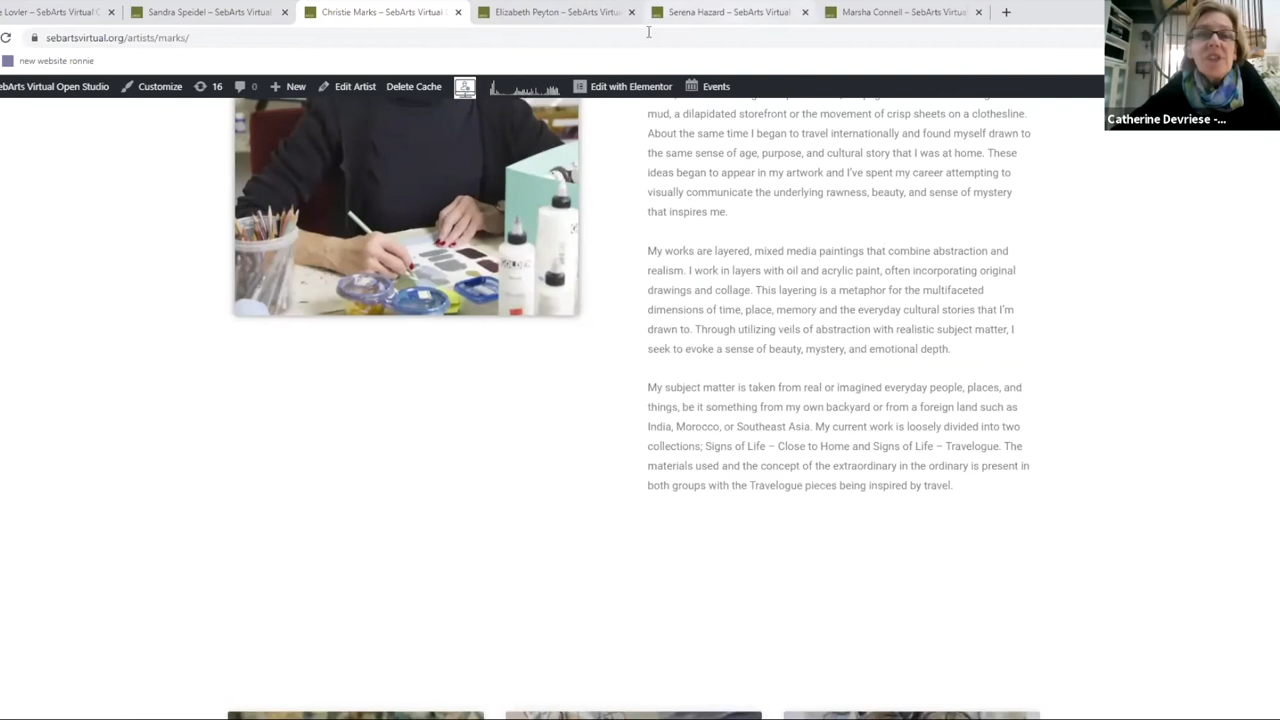 e Lovler – SebArts Virtual
Sandra Speidel – SebArts Virtual
Christie Marks – SebArts Virtual
Elizabeth Peyton – SebArts Virtu
Serena Hazard – SebArts Virtual
Marsha Connell – SebArts Virtual
sebartsvirtual.org/artists/marks/
new website ronnie
ebArts Virtual Open Studio Customize 16 0 New Edit Artist Delete Cache Edit with Elementor Events
Catherine Devriese -...
mud, a dilapidated storefront or the movement of crisp sheets on a clothesline.
About the same time I began to travel internationally and found myself drawn to
the same sense of age, purpose, and cultural story that I was at home. These
ideas began to appear in my artwork and I've spent my career attempting to
visually communicate the underlying rawness, beauty, and sense of mystery
that inspires me.
My works are layered, mixed media paintings that combine abstraction and
realism. I work in layers with oil and acrylic paint, often incorporating original
drawings and collage. This layering is a metaphor for the multifaceted
dimensions of time, place, memory and the everyday cultural stories that I'm
drawn to. Through utilizing veils of abstraction with realistic subject matter, I
seek to evoke a sense of beauty, mystery, and emotional depth.
My subject matter is taken from real or imagined everyday people, places, and
things, be it something from my own backyard or from a foreign land such as
India, Morocco, or Southeast Asia. My current work is loosely divided into two
collections; Signs of Life – Close to Home and Signs of Life – Travelogue. The
materials used and the concept of the extraordinary in the ordinary is present in
both groups with the Travelogue pieces being inspired by travel.
GOLDEN